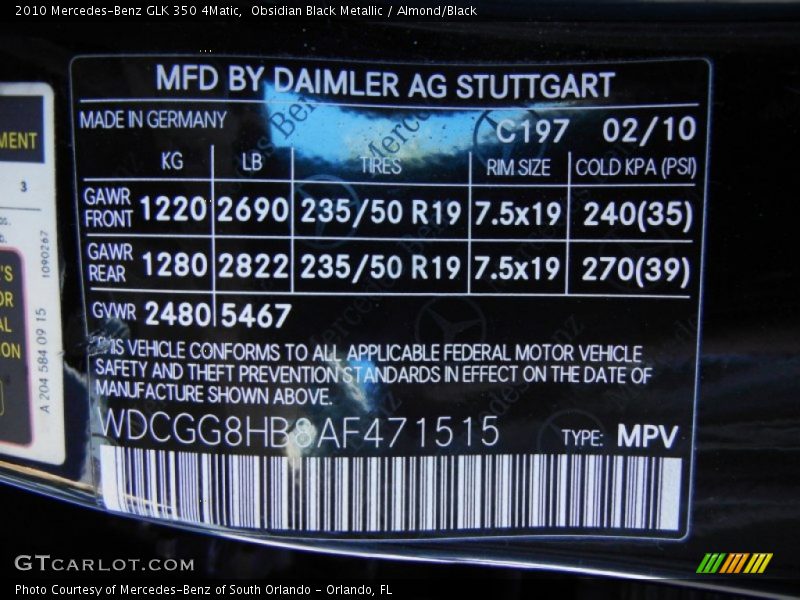 2010 Mercedes-Benz GLK 350 4Matic,  Obsidian Black Metallic / Almond/Black
MFD BY DAIMLER AG STUTTGART
MADE IN GERMANY
C197 02/10
KG LB TIRES RIM SIZE COLD KPA (PSI)
GAWR FRONT 1220 2690 235/50 R19 7.5x19 240(35)
GAWR REAR 1280 2822 235/50 R19 7.5x19 270(39)
GVWR 2480 5467
THIS VEHICLE CONFORMS TO ALL APPLICABLE FEDERAL MOTOR VEHICLE
SAFETY AND THEFT PREVENTION STANDARDS IN EFFECT ON THE DATE OF
MANUFACTURE SHOWN ABOVE.
WDCGG8HB8AF471515
TYPE: MPV
MENT
3
1090267
A 204 584 09 15
GTCARLOT.COM
Photo Courtesy of Mercedes-Benz of South Orlando - Orlando, FL